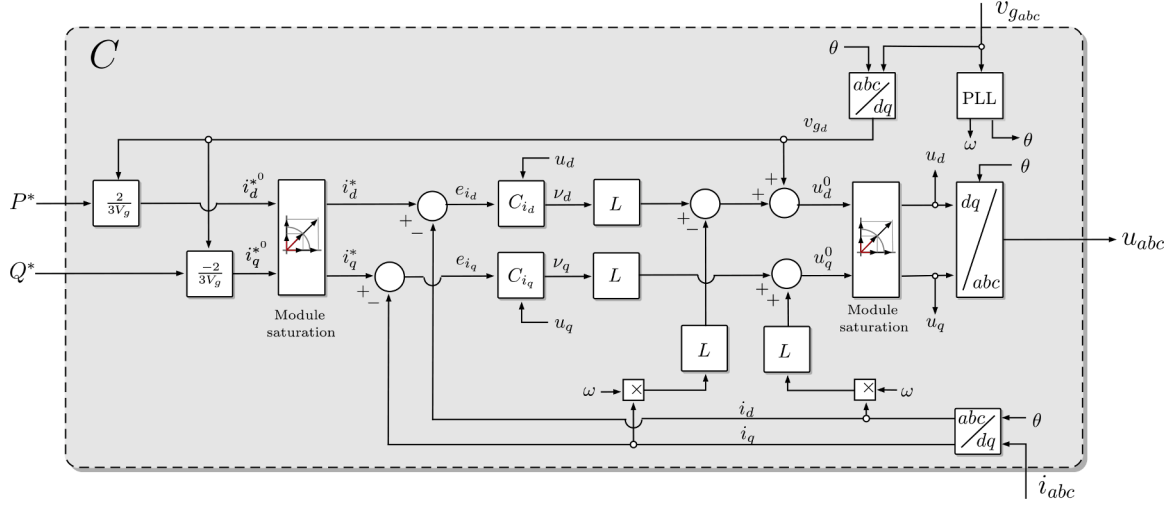 v_{g_{abc}}
C
θ
abc
dq
PLL
v_{g_d}
ω
θ
u_d
u_d
θ
P*
2/3V_g
i_d^{*0}
i_d^*
+
−
e_{i_d}
C_{i_d}
ν_d
L
+
−
+
+
u_d^0
dq
abc
u_{abc}
Q*
−2/3V_g
i_q^{*0}
i_q^*
+
−
e_{i_q}
C_{i_q}
ν_q
L
+
+
u_q^0
Module
saturation
u_q
Module
saturation
u_q
L
L
ω
×
×
ω
i_d
abc
dq
θ
i_q
i_{abc}